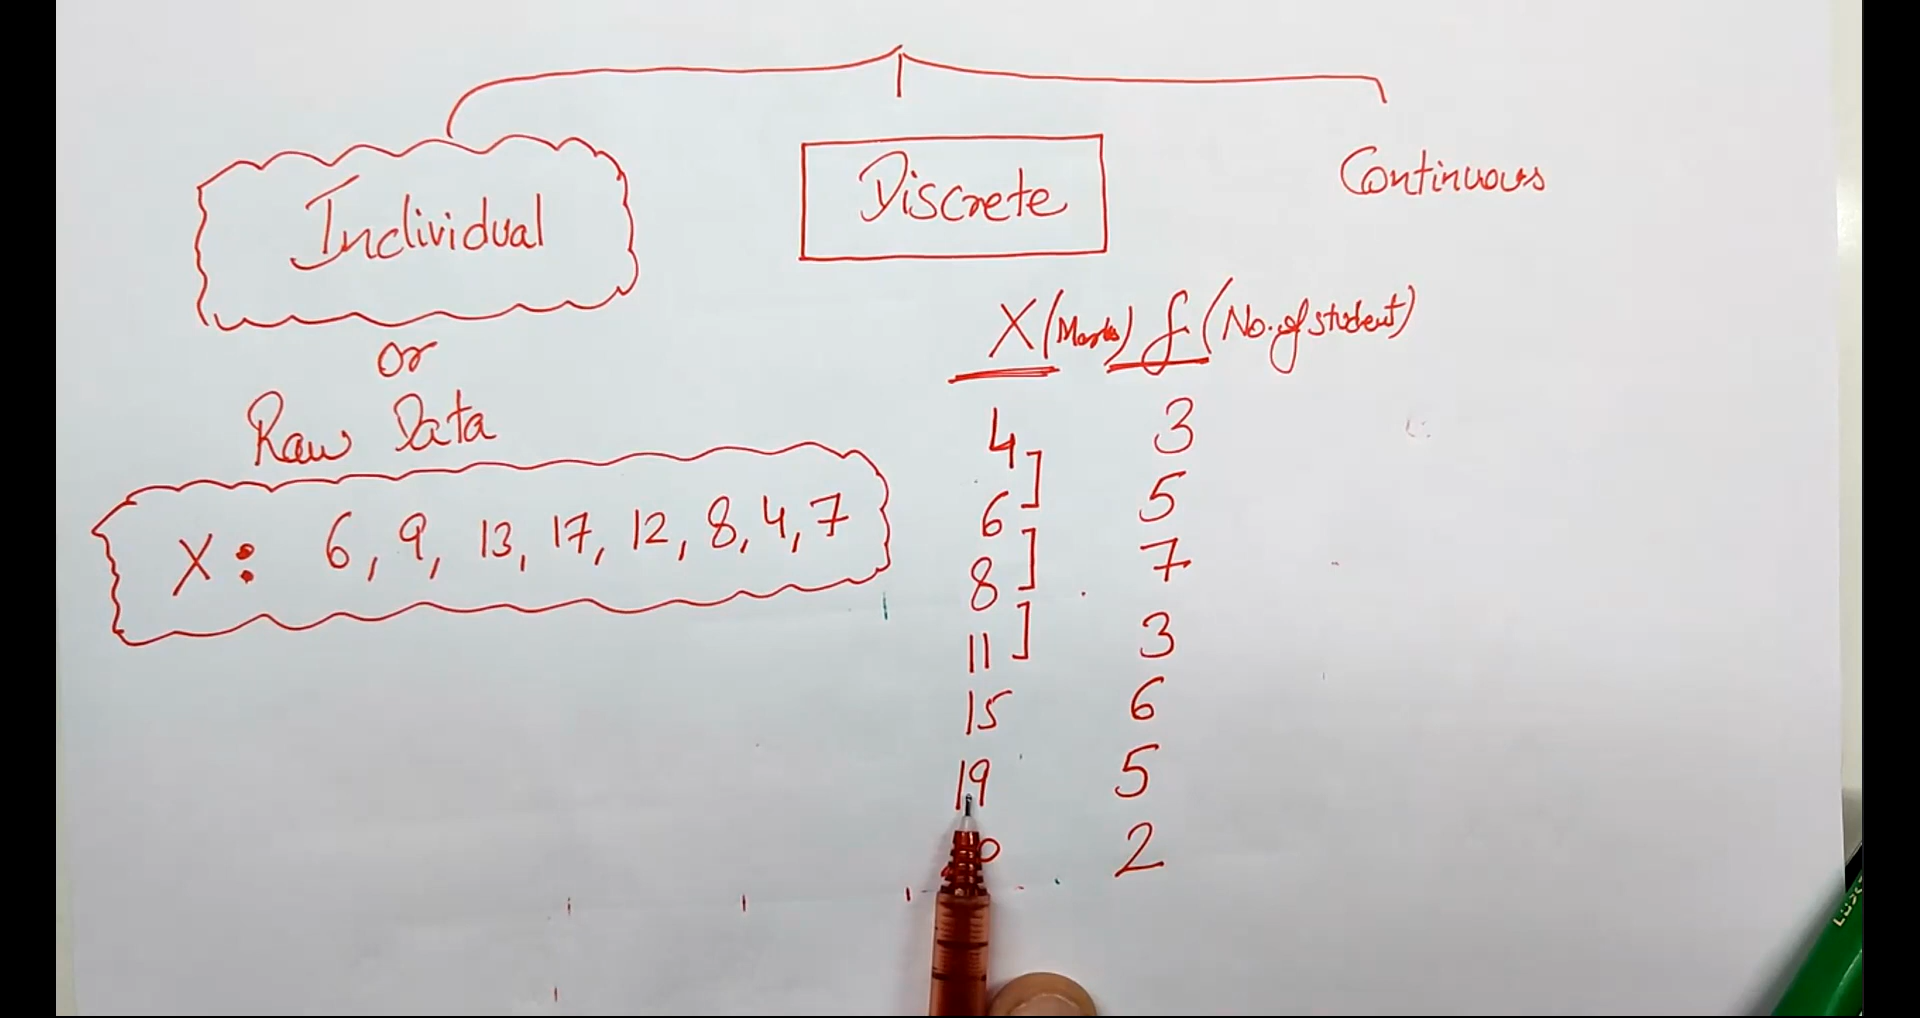 Individual
or
Raw Data
X: 6, 9, 13, 17, 12, 8, 4, 7
Discrete
X (Marks) f (No. of student)
4 3
6 5
8 7
11 3
15 6
19 5
2
Continuous